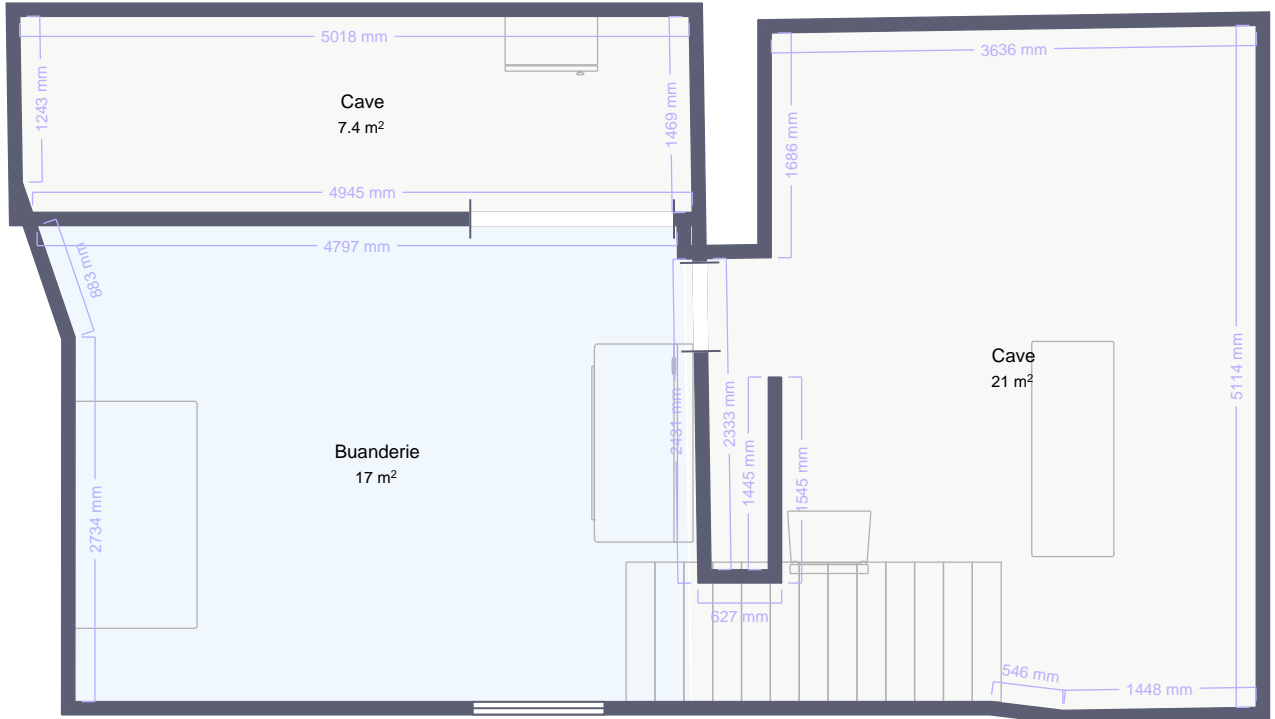 5018 mm
3636 mm
1243 mm
Cave
7.4 m²
1469 mm
1686 mm
4945 mm
4797 mm
883 mm
Cave
21 m²
5114 mm
2431 mm
2333 mm
Buanderie
17 m²
1445 mm
1545 mm
2734 mm
627 mm
546 mm
1448 mm